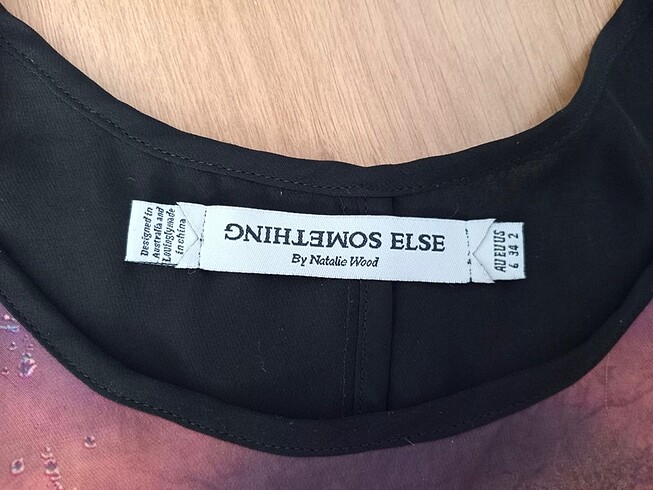 Designed in
Australia and
Lovingly made
in china
SOMETHING ELSE
By Natalie Wood
AU EU US
6 34 2